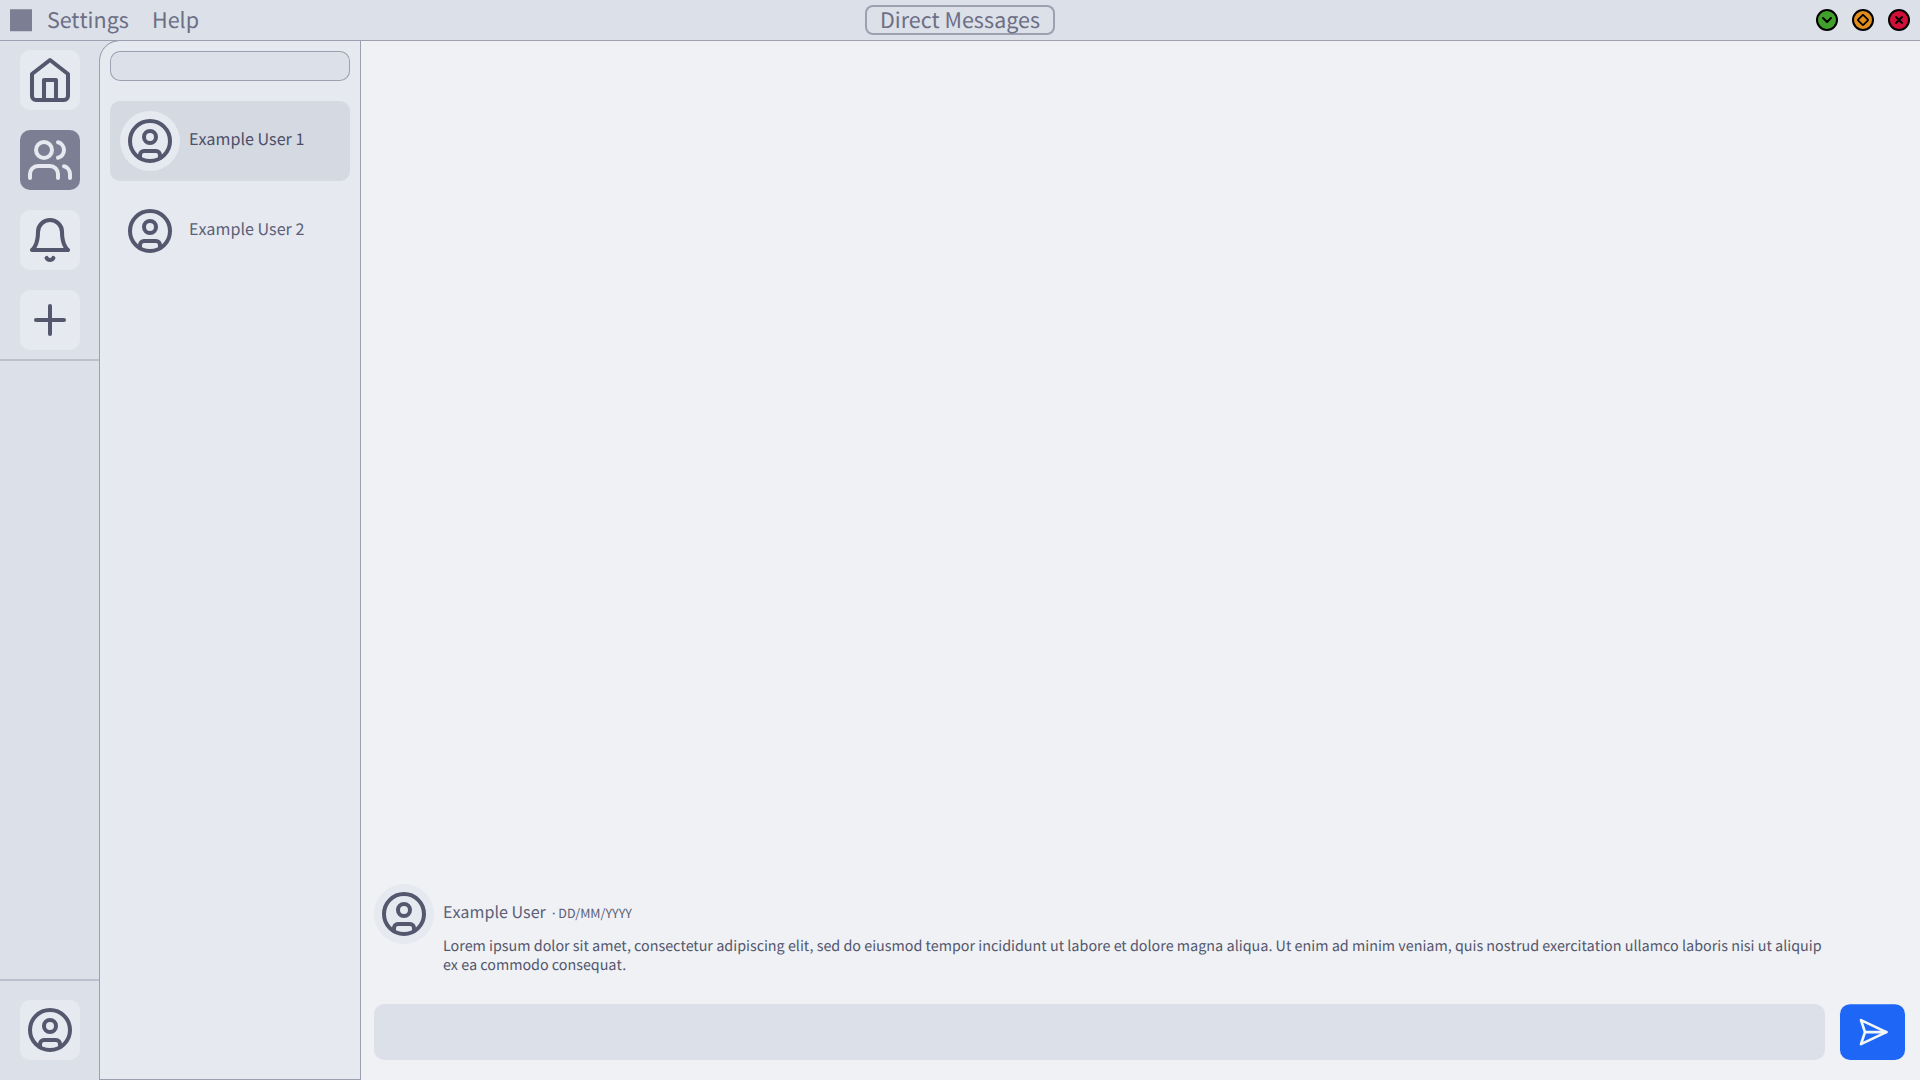 Settings Help
Direct Messages
Example User 1
Example User 2
Example User · DD/MM/YYYY
Lorem ipsum dolor sit amet, consectetur adipiscing elit, sed do eiusmod tempor incididunt ut labore et dolore magna aliqua. Ut enim ad minim veniam, quis nostrud exercitation ullamco laboris nisi ut aliquip
ex ea commodo consequat.